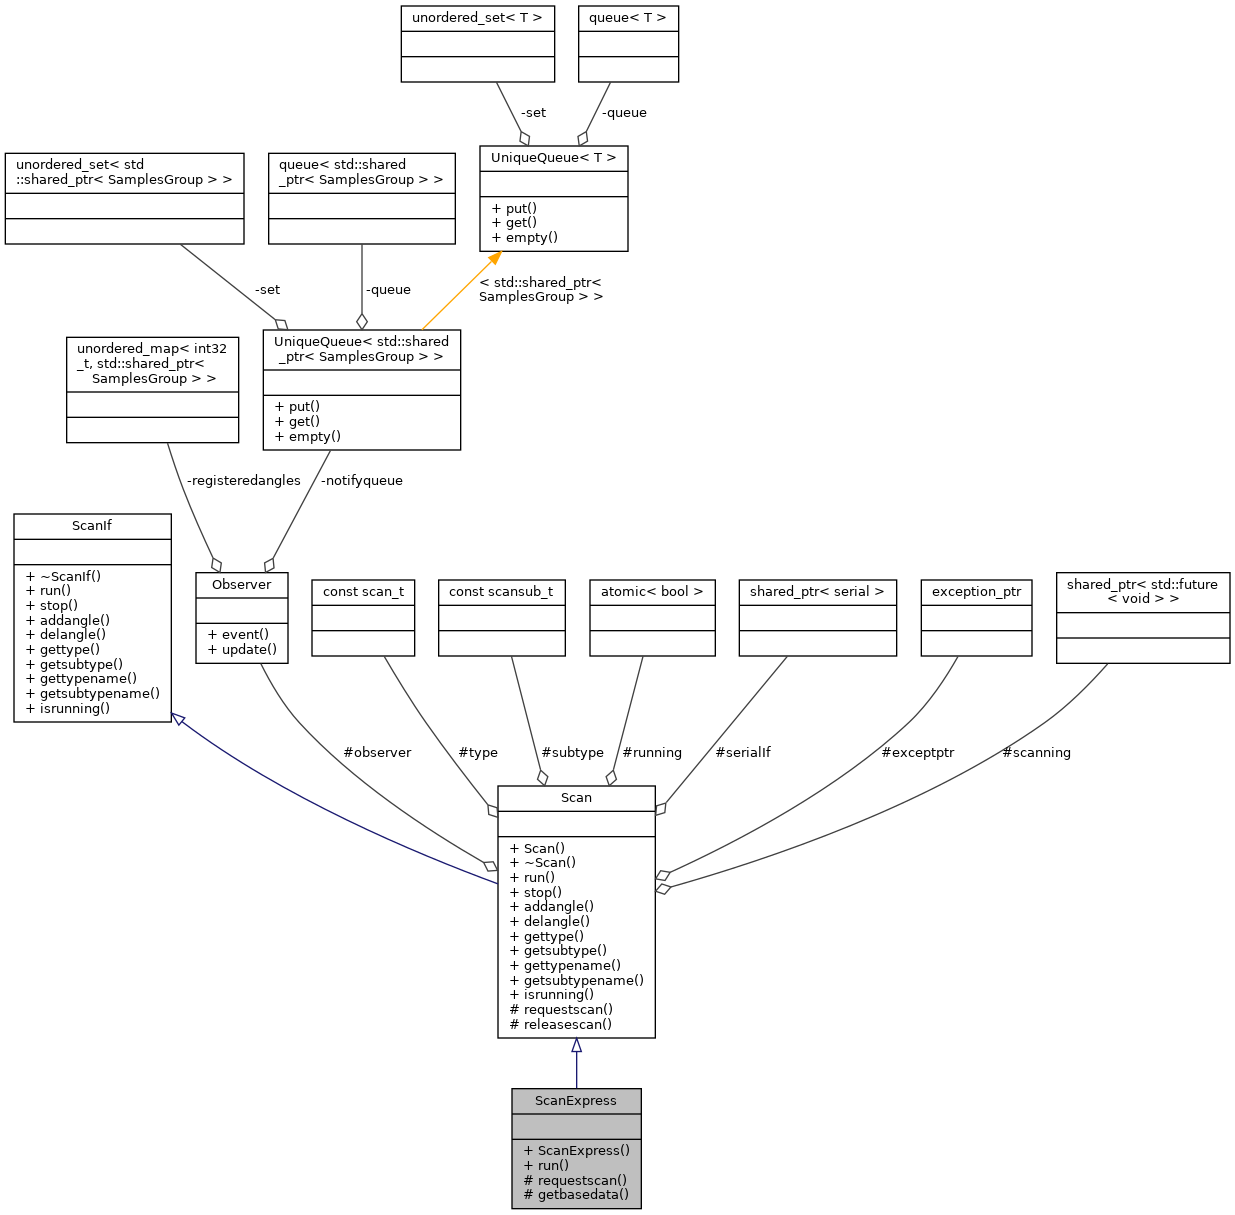 unordered_set< T >
queue< T >
-set
-queue
UniqueQueue< T >
+ put()
+ get()
+ empty()
unordered_set< std
::shared_ptr< SamplesGroup > >
queue< std::shared
_ptr< SamplesGroup > >
-set
-queue
< std::shared_ptr<
SamplesGroup > >
unordered_map< int32
_t, std::shared_ptr<
SamplesGroup > >
UniqueQueue< std::shared
_ptr< SamplesGroup > >
+ put()
+ get()
+ empty()
-registeredangles
-notifyqueue
ScanIf
+ ~ScanIf()
+ run()
+ stop()
+ addangle()
+ delangle()
+ gettype()
+ getsubtype()
+ gettypename()
+ getsubtypename()
+ isrunning()
Observer
+ event()
+ update()
const scan_t
const scansub_t
atomic< bool >
shared_ptr< serial >
exception_ptr
shared_ptr< std::future
< void > >
#observer
#type
#subtype
#running
#serialIf
#exceptptr
#scanning
Scan
+ Scan()
+ ~Scan()
+ run()
+ stop()
+ addangle()
+ delangle()
+ gettype()
+ getsubtype()
+ gettypename()
+ getsubtypename()
+ isrunning()
# requestscan()
# releasescan()
ScanExpress
+ ScanExpress()
+ run()
# requestscan()
# getbasedata()